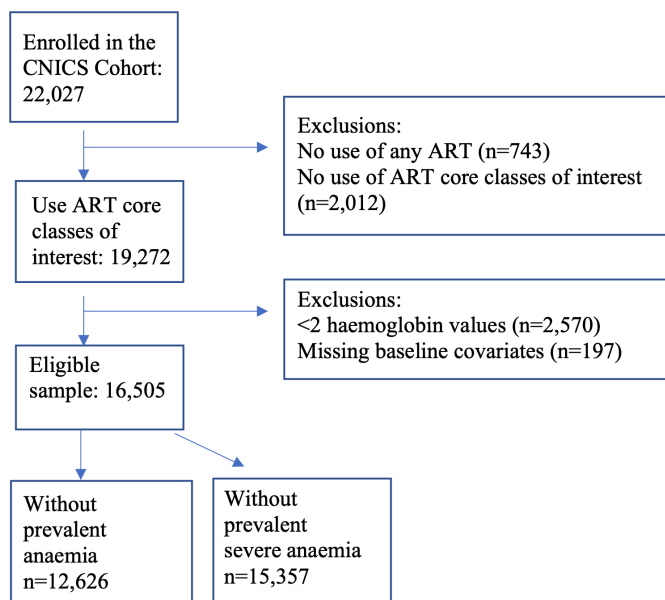 Enrolled in the
CNICS Cohort:
22,027
Exclusions:
No use of any ART (n=743)
No use of ART core classes of interest
(n=2,012)
Use ART core
classes of
interest: 19,272
Exclusions:
<2 haemoglobin values (n=2,570)
Missing baseline covariates (n=197)
Eligible
sample: 16,505
Without
prevalent
anaemia
n=12,626
Without
prevalent
severe anaemia
n=15,357